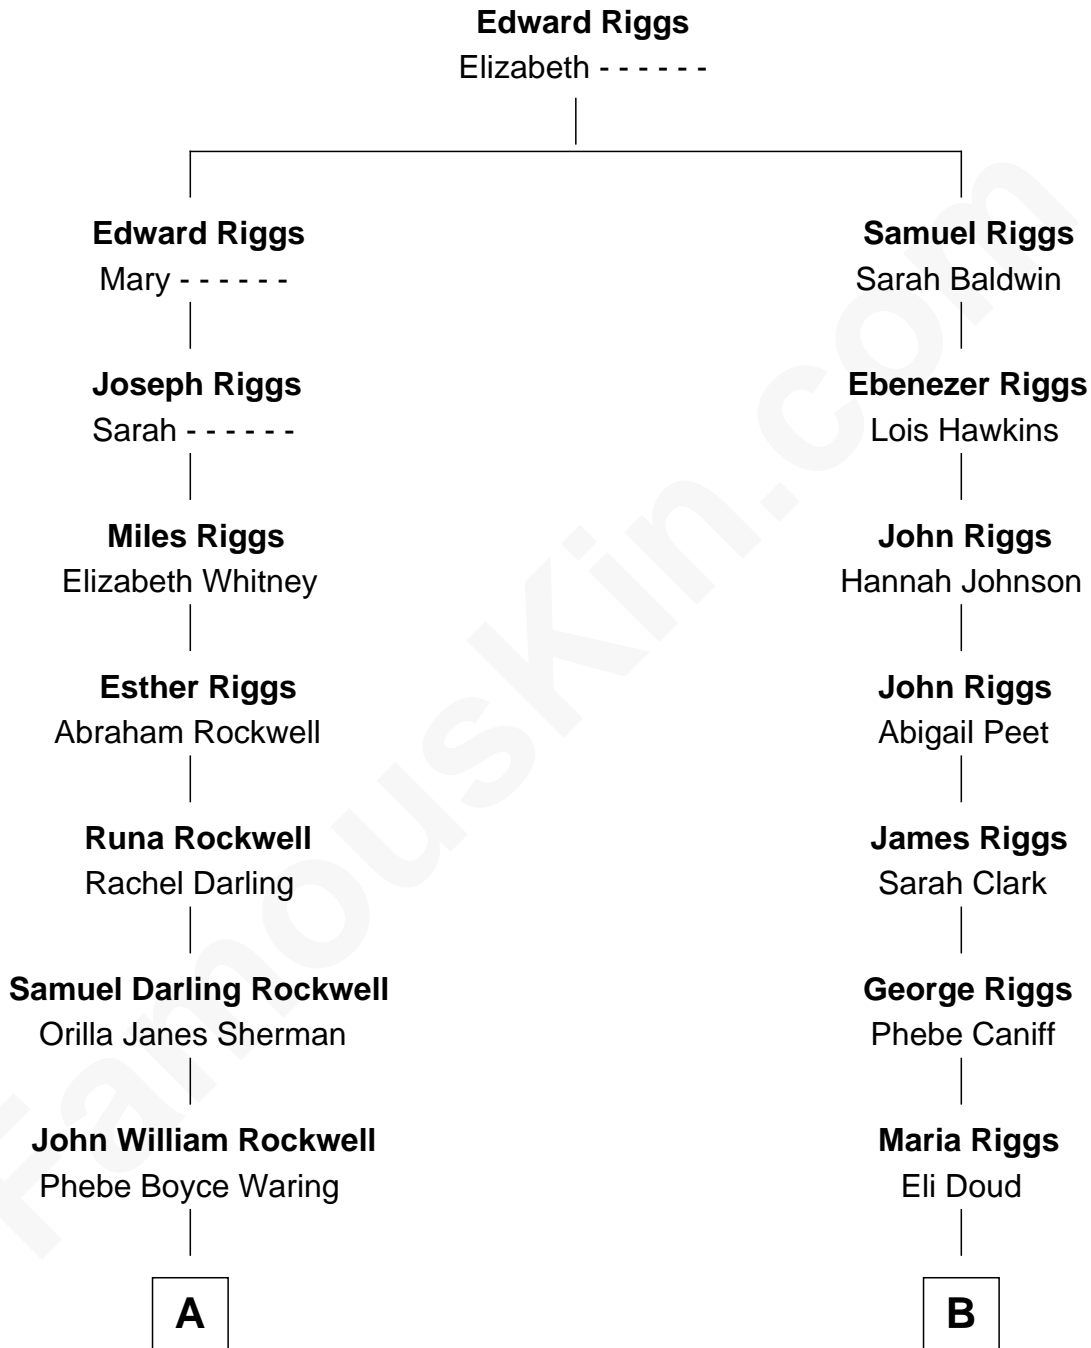 Edward Riggs
Elizabeth - - - - - -
Edward Riggs
Mary - - - - - -
Samuel Riggs
Sarah Baldwin
Joseph Riggs
Sarah - - - - - -
Ebenezer Riggs
Lois Hawkins
Miles Riggs
Elizabeth Whitney
John Riggs
Hannah Johnson
Esther Riggs
Abraham Rockwell
John Riggs
Abigail Peet
Runa Rockwell
Rachel Darling
James Riggs
Sarah Clark
Samuel Darling Rockwell
Orilla Janes Sherman
George Riggs
Phebe Caniff
John William Rockwell
Phebe Boyce Waring
Maria Riggs
Eli Doud
A
B
FamousKin.com